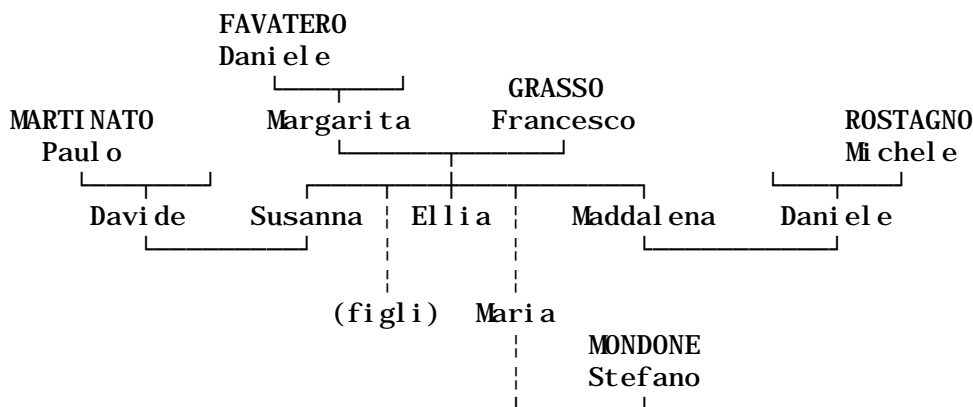 FAVATERO
Daniele
GRASSO
MARTINATO Margarita Francesco ROSTAGNO
Paulo Michele
Davide Susanna Ellia Maddalena Daniele
(figli) Maria
MONDONE
Stefano